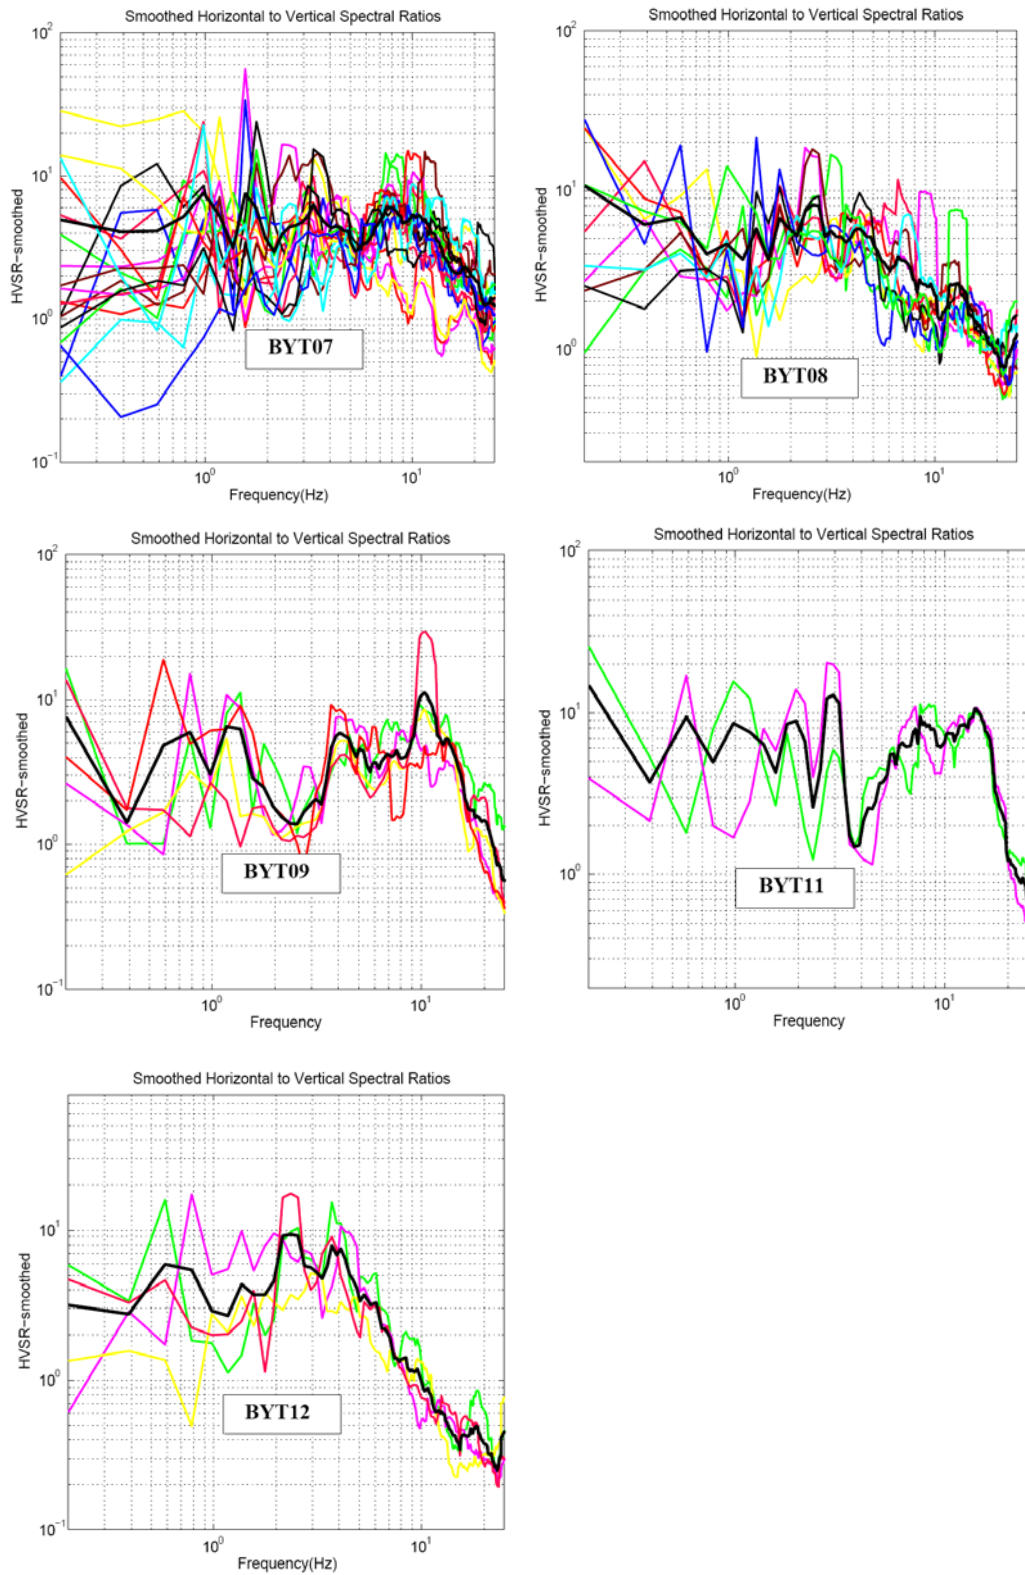 Smoothed Horizontal to Vertical Spectral Ratios
HVSR-smoothed
10^2
10^1
10^0
10^-1
BYT07
10^0
10^1
Frequency(Hz)
Smoothed Horizontal to Vertical Spectral Ratios
HVSR-smoothed
10^2
10^1
10^0
BYT08
10^0
10^1
Frequency(Hz)
Smoothed Horizontal to Vertical Spectral Ratios
HVSR-smoothed
10^2
10^1
10^0
10^-1
BYT09
10^0
10^1
Frequency
Smoothed Horizontal to Vertical Spectral Ratios
HVSR-smoothed
10^2
10^1
10^0
BYT11
10^0
10^1
Frequency
Smoothed Horizontal to Vertical Spectral Ratios
HVSR-smoothed
10^1
10^0
10^-1
BYT12
10^0
10^1
Frequency(Hz)